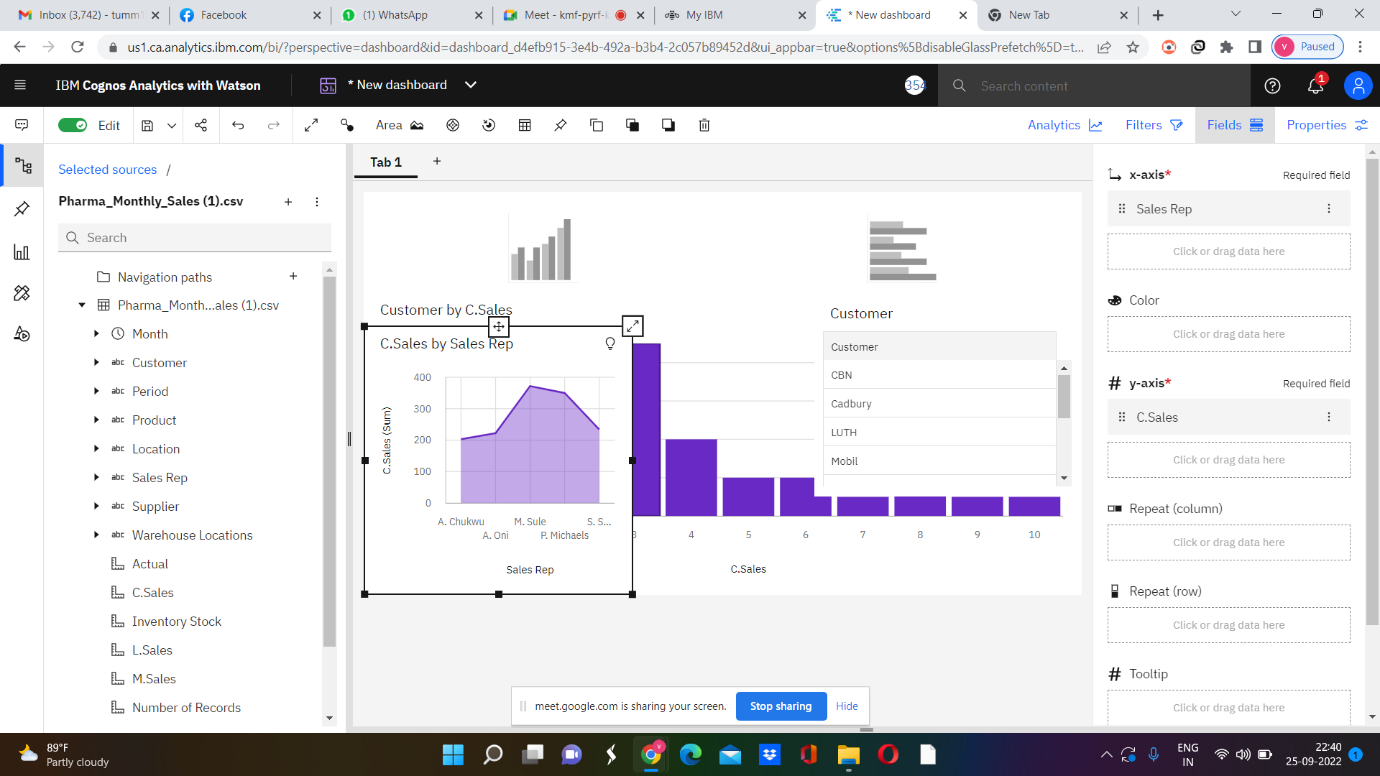 Inbox (3,742) - tumm
Facebook
(1) WhatsApp
Meet - kmf-pyrf-k
My IBM
* New dashboard
New Tab
us1.ca.analytics.ibm.com/bi/?perspective=dashboard&id=dashboard_d4efb915-3e4b-492a-b3b4-2c057b89452d&ui_appbar=true&options%5BdisableGlassPrefetch%5D=t...
V Paused
IBM Cognos Analytics with Watson
* New dashboard
354
Search content
1
Edit
Area
Analytics
Filters
Fields
Properties
Selected sources /
Pharma_Monthly_Sales (1).csv
Search
Navigation paths
Pharma_Month...ales (1).csv
Month
abc Customer
abc Period
abc Product
abc Location
abc Sales Rep
abc Supplier
abc Warehouse Locations
Actual
C.Sales
Inventory Stock
L.Sales
M.Sales
Number of Records
Tab 1
Customer by C.Sales
C.Sales by Sales Rep
C.Sales (Sum)
400
300
200
100
0
A. Chukwu
A. Oni
M. Sule
P. Michaels
S. S...
Sales Rep
3 4 5 6 7 8 9 10
C.Sales
Customer
Customer
CBN
Cadbury
LUTH
Mobil
x-axis*
Required field
Sales Rep
Click or drag data here
Color
Click or drag data here
y-axis*
Required field
C.Sales
Click or drag data here
Repeat (column)
Click or drag data here
Repeat (row)
Click or drag data here
Tooltip
Click or drag data here
meet.google.com is sharing your screen.
Stop sharing
Hide
89°F
Partly cloudy
ENG
IN
22:40
25-09-2022
1